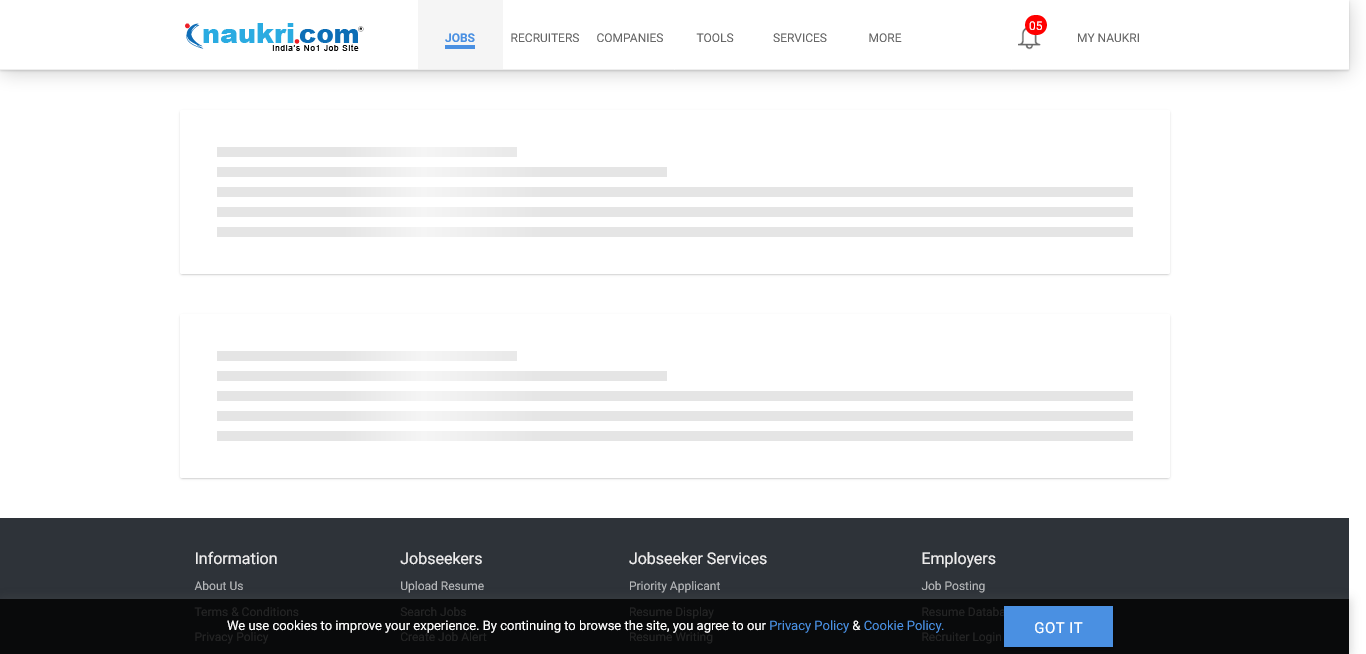 naukri.com
India's No1 Job Site
JOBS RECRUITERS COMPANIES TOOLS SERVICES MORE 05 MY NAUKRI
Information Jobseekers Jobseeker Services Employers
About Us Upload Resume Priority Applicant Job Posting
Terms & Conditions Search Jobs Resume Display Resume
We use cookies to improve your experience. By continuing to browse the site, you agree to our Privacy Policy & Cookie Policy. GOT IT
Privacy Policy Create Job Alert Resume Writing Recruiter Login